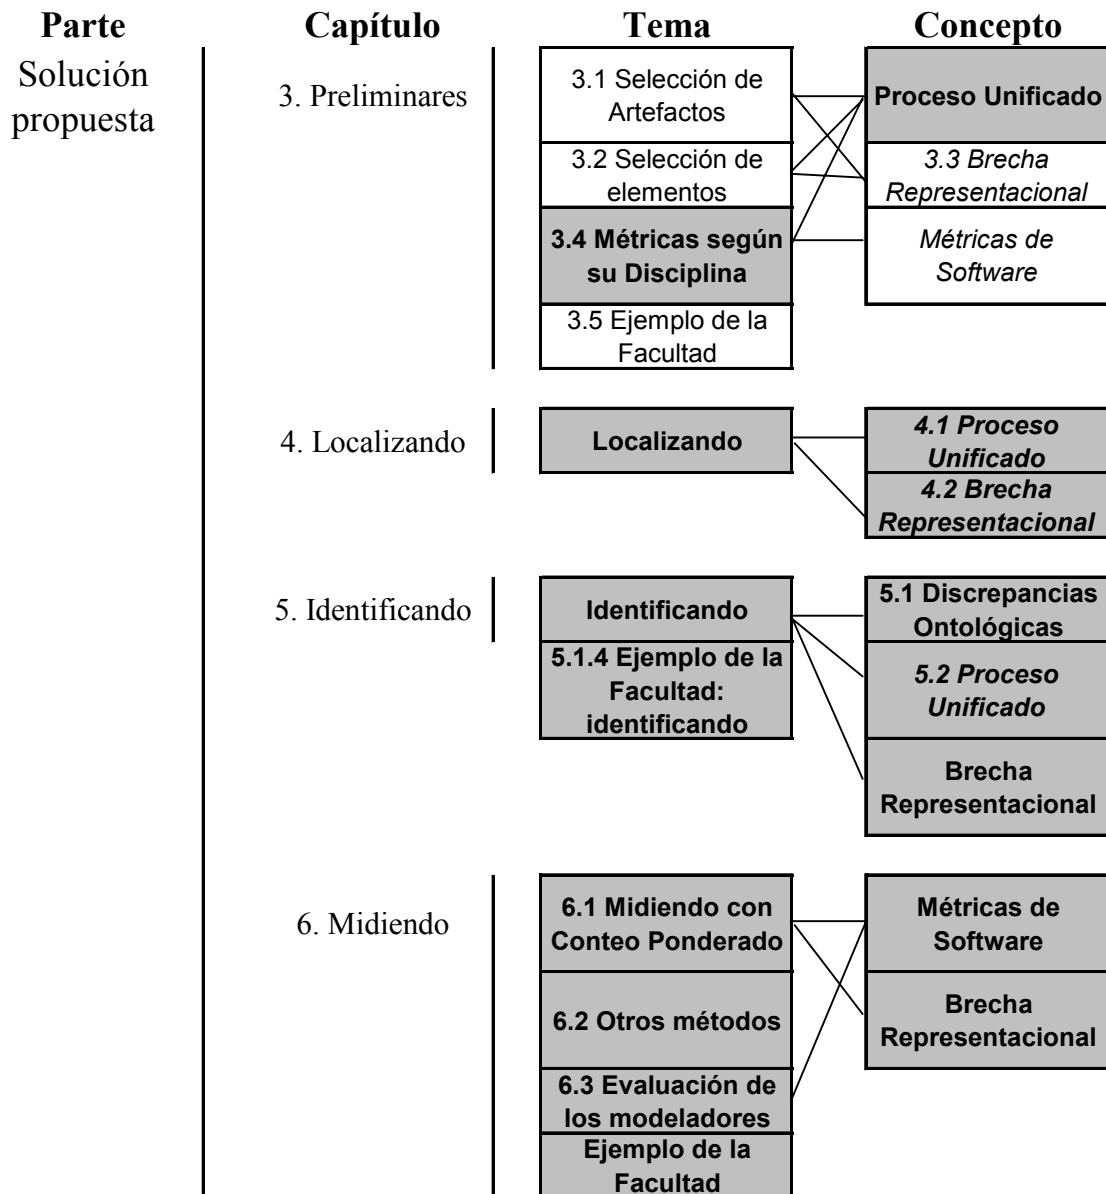 Parte
Capítulo
Tema
Concepto
Solución
propuesta
3. Preliminares
3.1 Selección de
Artefactos
3.2 Selección de
elementos
3.4 Métricas según
su Disciplina
3.5 Ejemplo de la
Facultad
Proceso Unificado
3.3 Brecha
Representacional
Métricas de
Software
4. Localizando
Localizando
4.1 Proceso
Unificado
4.2 Brecha
Representacional
5. Identificando
Identificando
5.1.4 Ejemplo de la
Facultad:
identificando
5.1 Discrepancias
Ontológicas
5.2 Proceso
Unificado
Brecha
Representacional
6. Midiendo
6.1 Midiendo con
Conteo Ponderado
6.2 Otros métodos
6.3 Evaluación de
los modeladores
Ejemplo de la
Facultad
Métricas de
Software
Brecha
Representacional